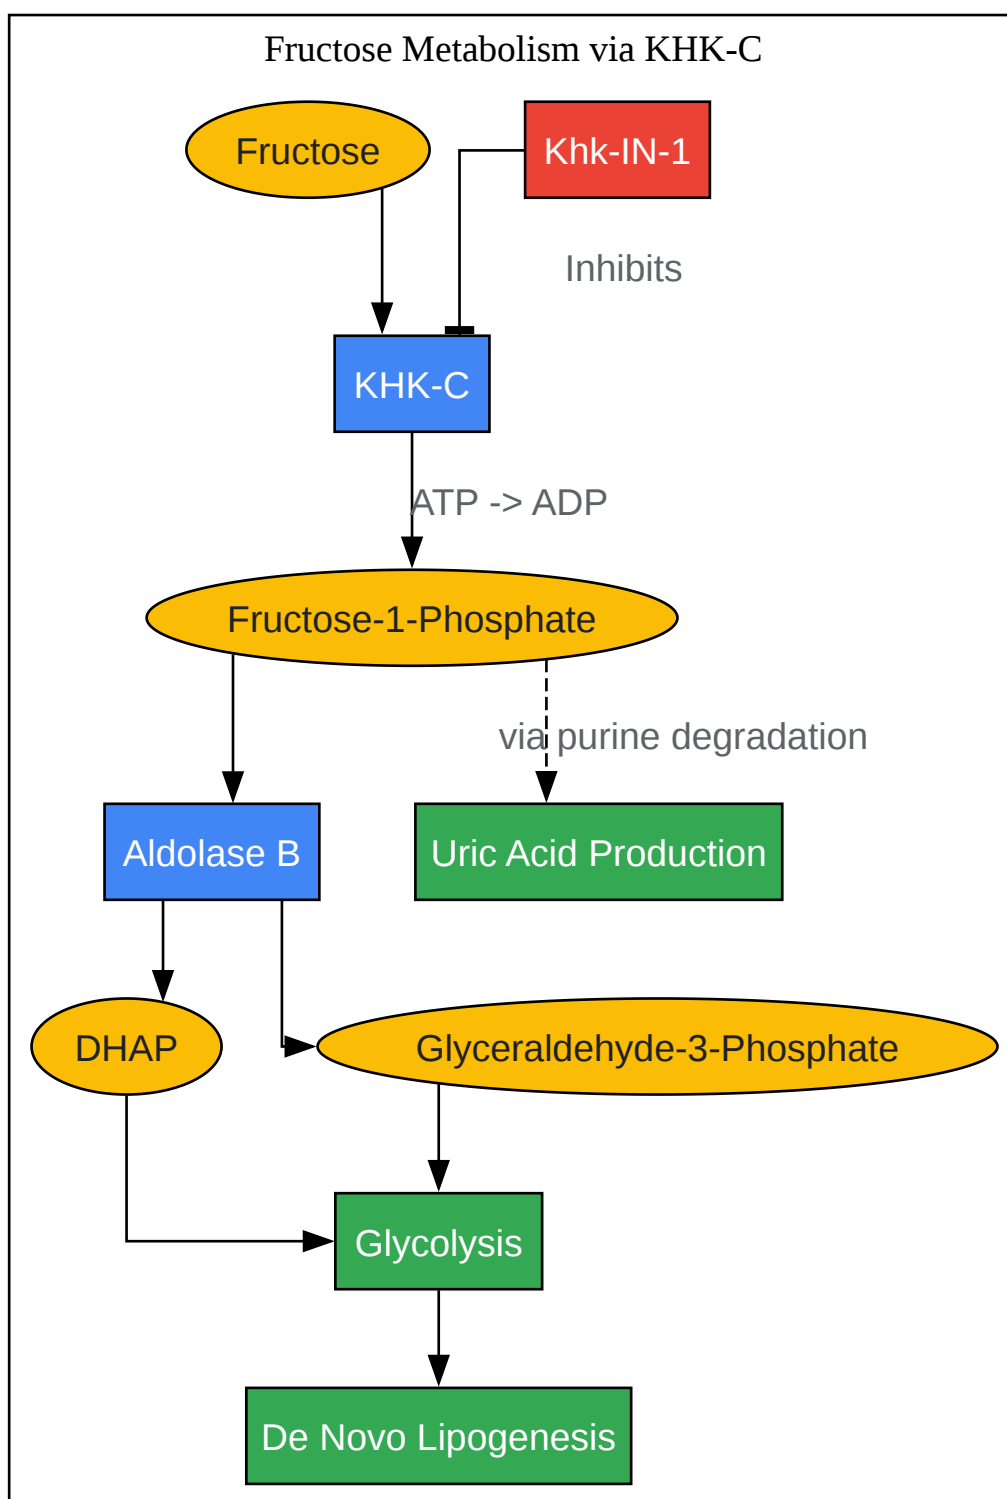 Fructose Metabolism via KHK-C
Fructose
Khk-IN-1
Inhibits
KHK-C
ATP -> ADP
Fructose-1-Phosphate
via purine degradation
Aldolase B
Uric Acid Production
DHAP
Glyceraldehyde-3-Phosphate
Glycolysis
De Novo Lipogenesis